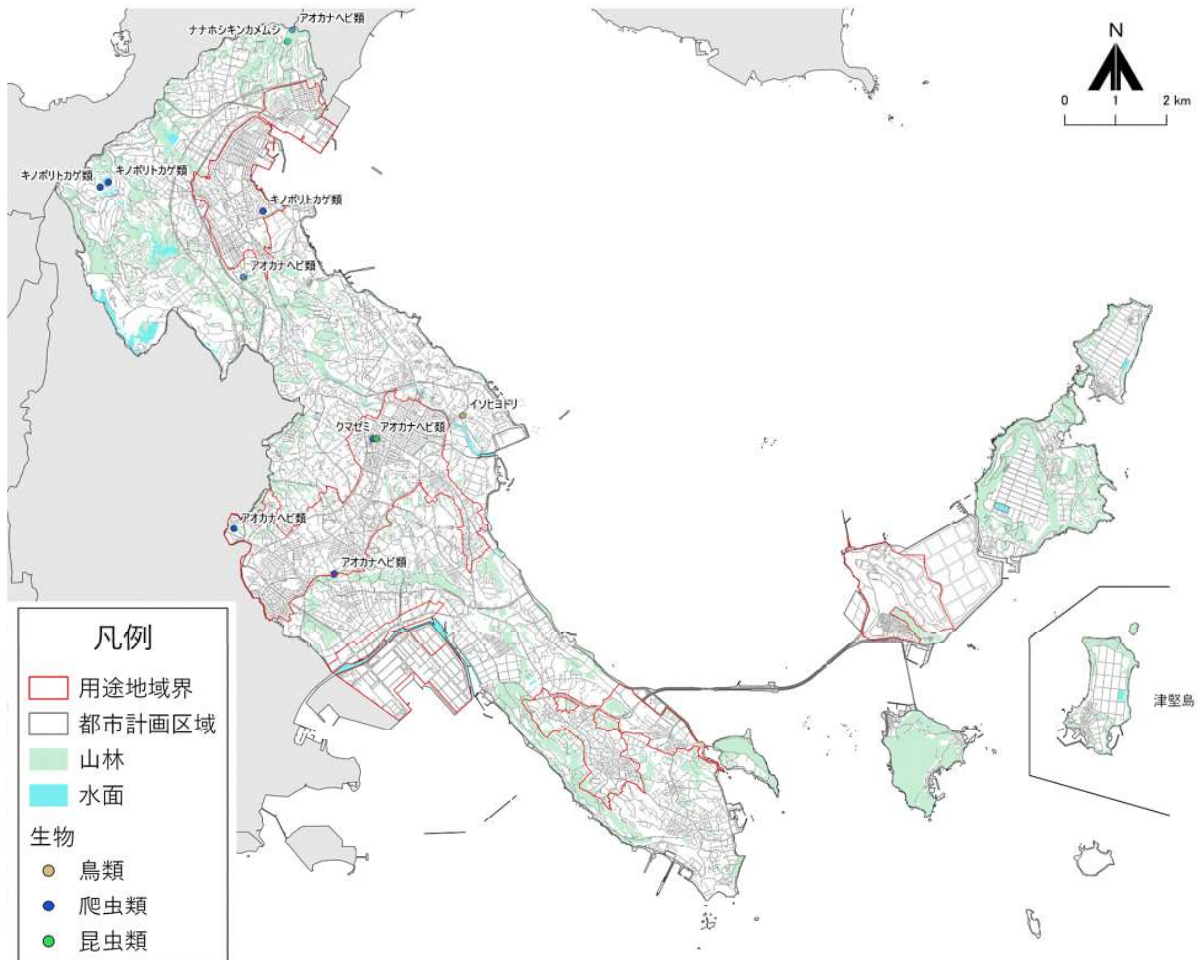 アオカナヘビ類
ナナホシキンカメムシ
N
0 1 2 km
キノボリトカゲ類
キノボリトカゲ類
キノボリトカゲ類
アオカナヘビ類
イソヒヨドリ
クマゼミ
アオカナヘビ類
アオカナヘビ類
アオカナヘビ類
津堅島
凡例
用途地域界
都市計画区域
山林
水面
生物
鳥類
爬虫類
昆虫類